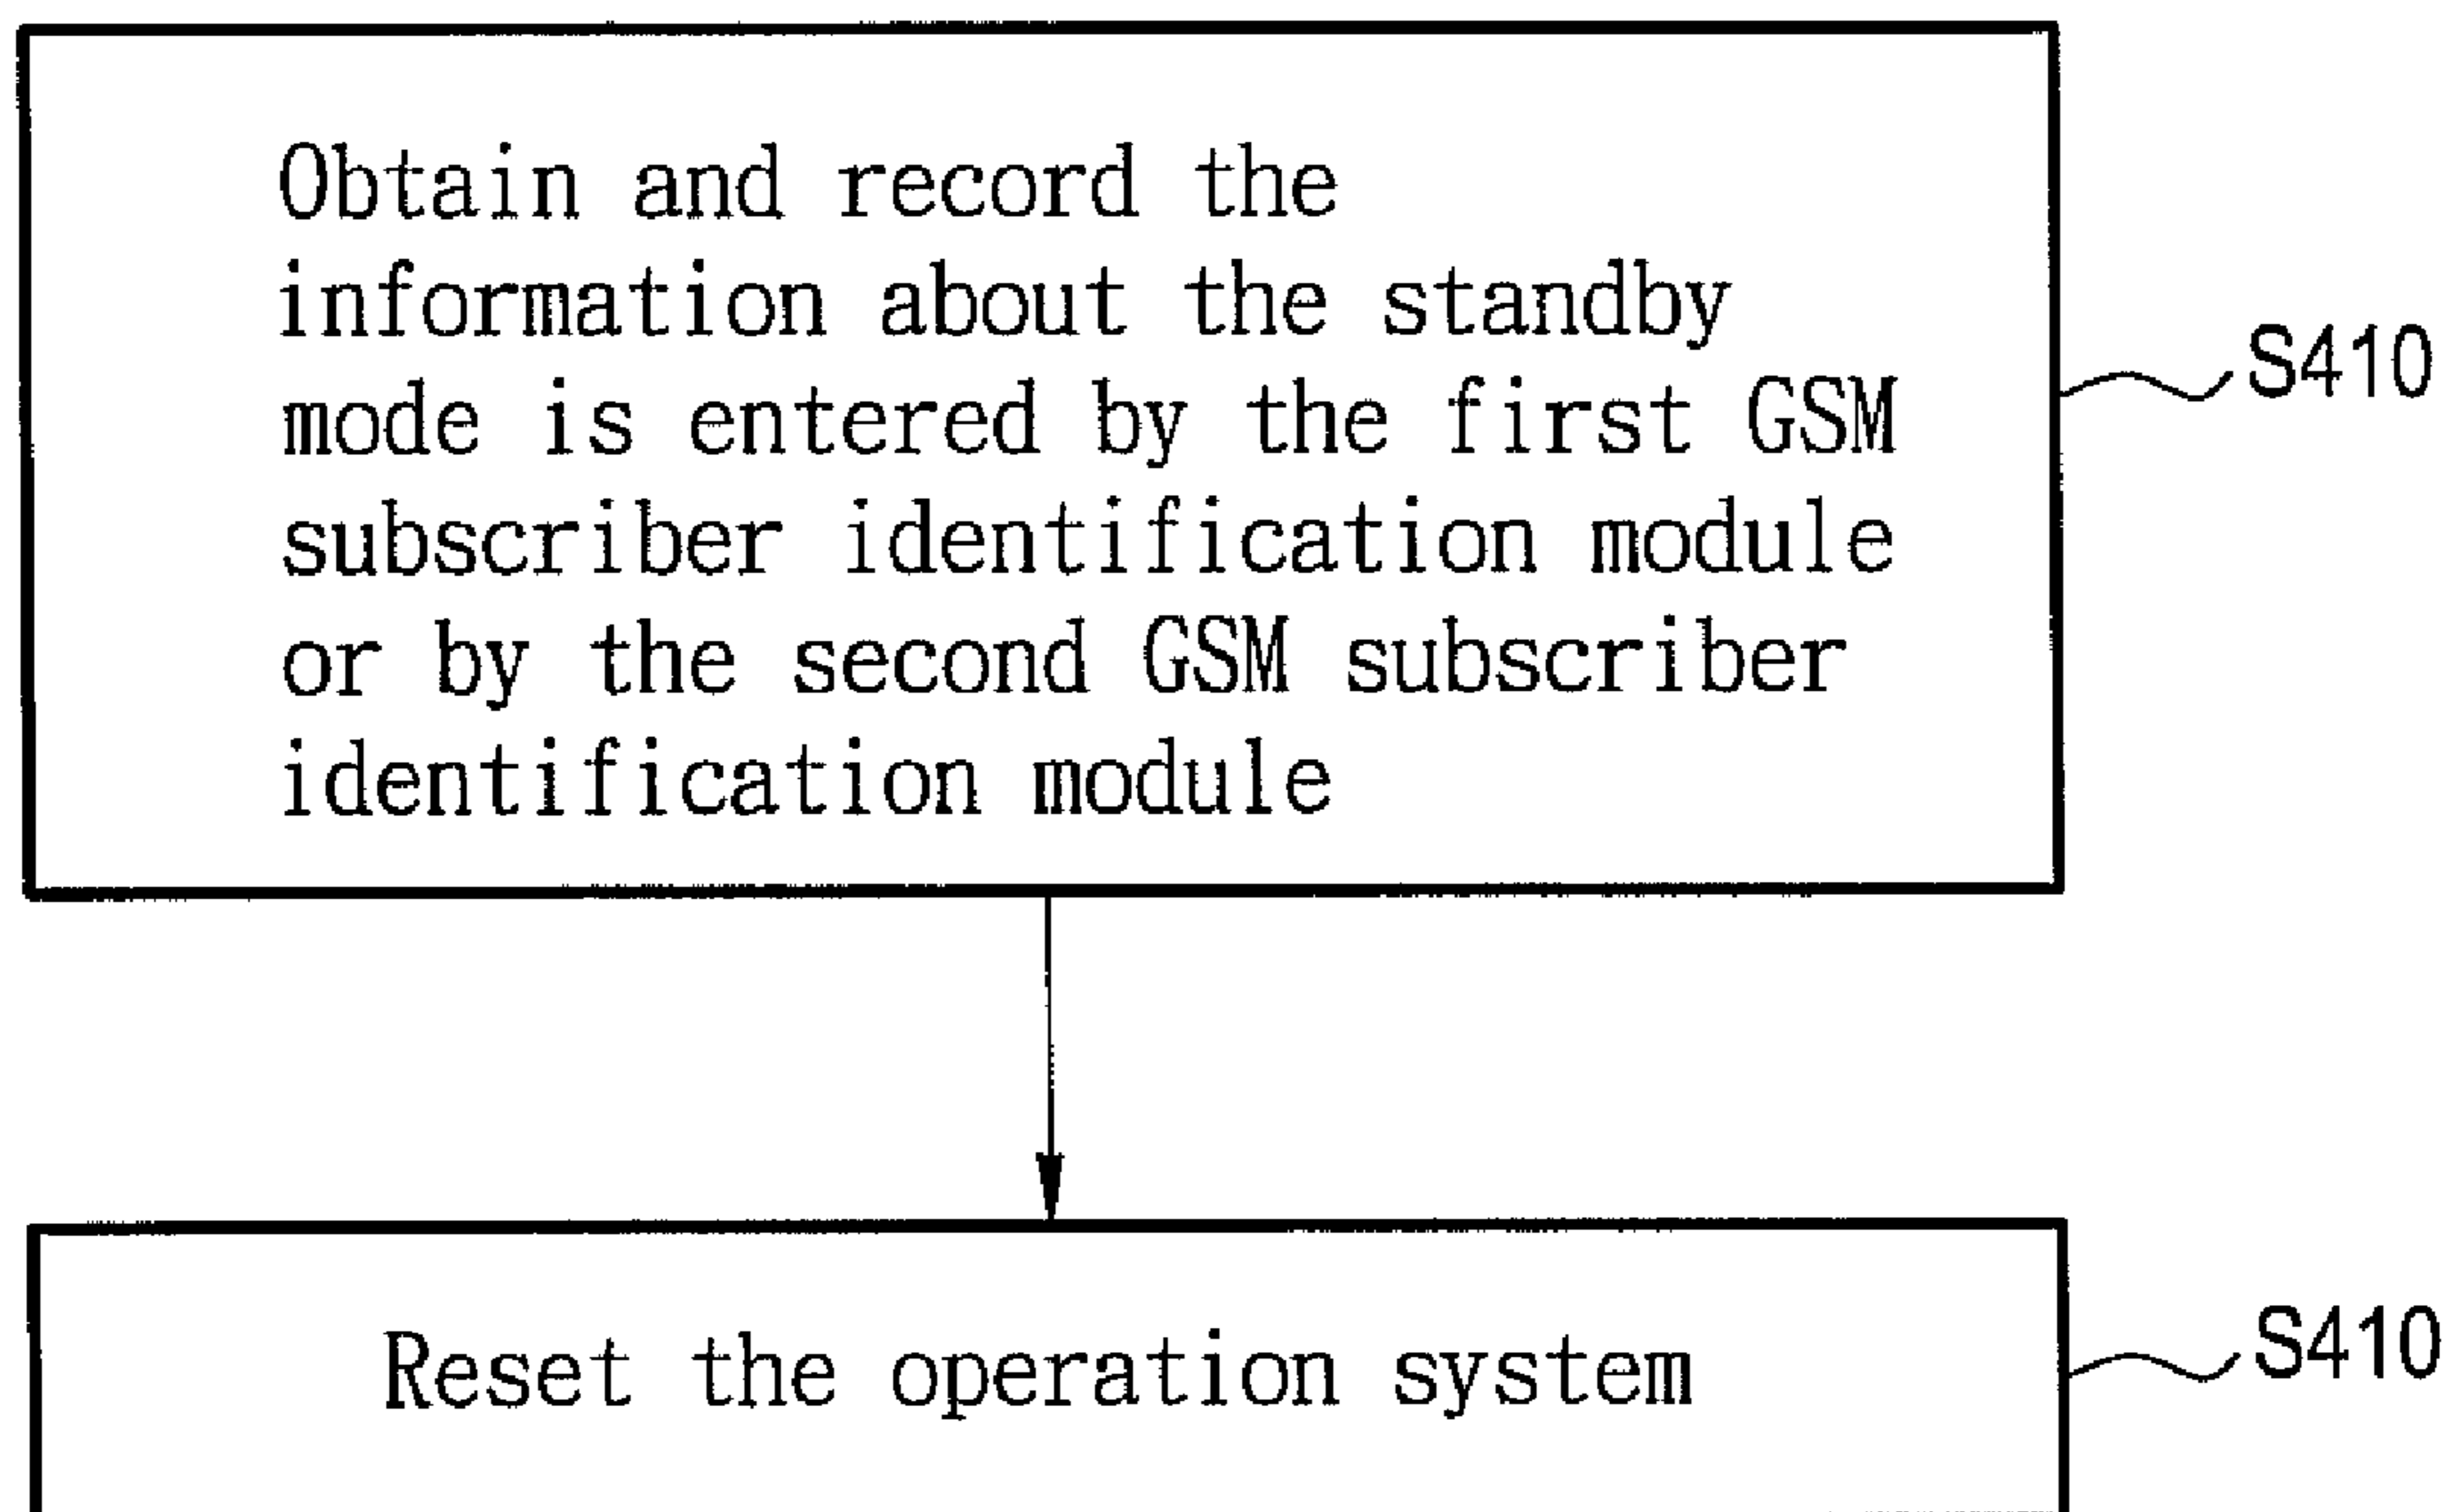 Obtain and record the
information about the standby
mode is entered by the first GSM
subscriber identification module
or by the second GSM subscriber
identification module
S410
Reset the operation system
S410